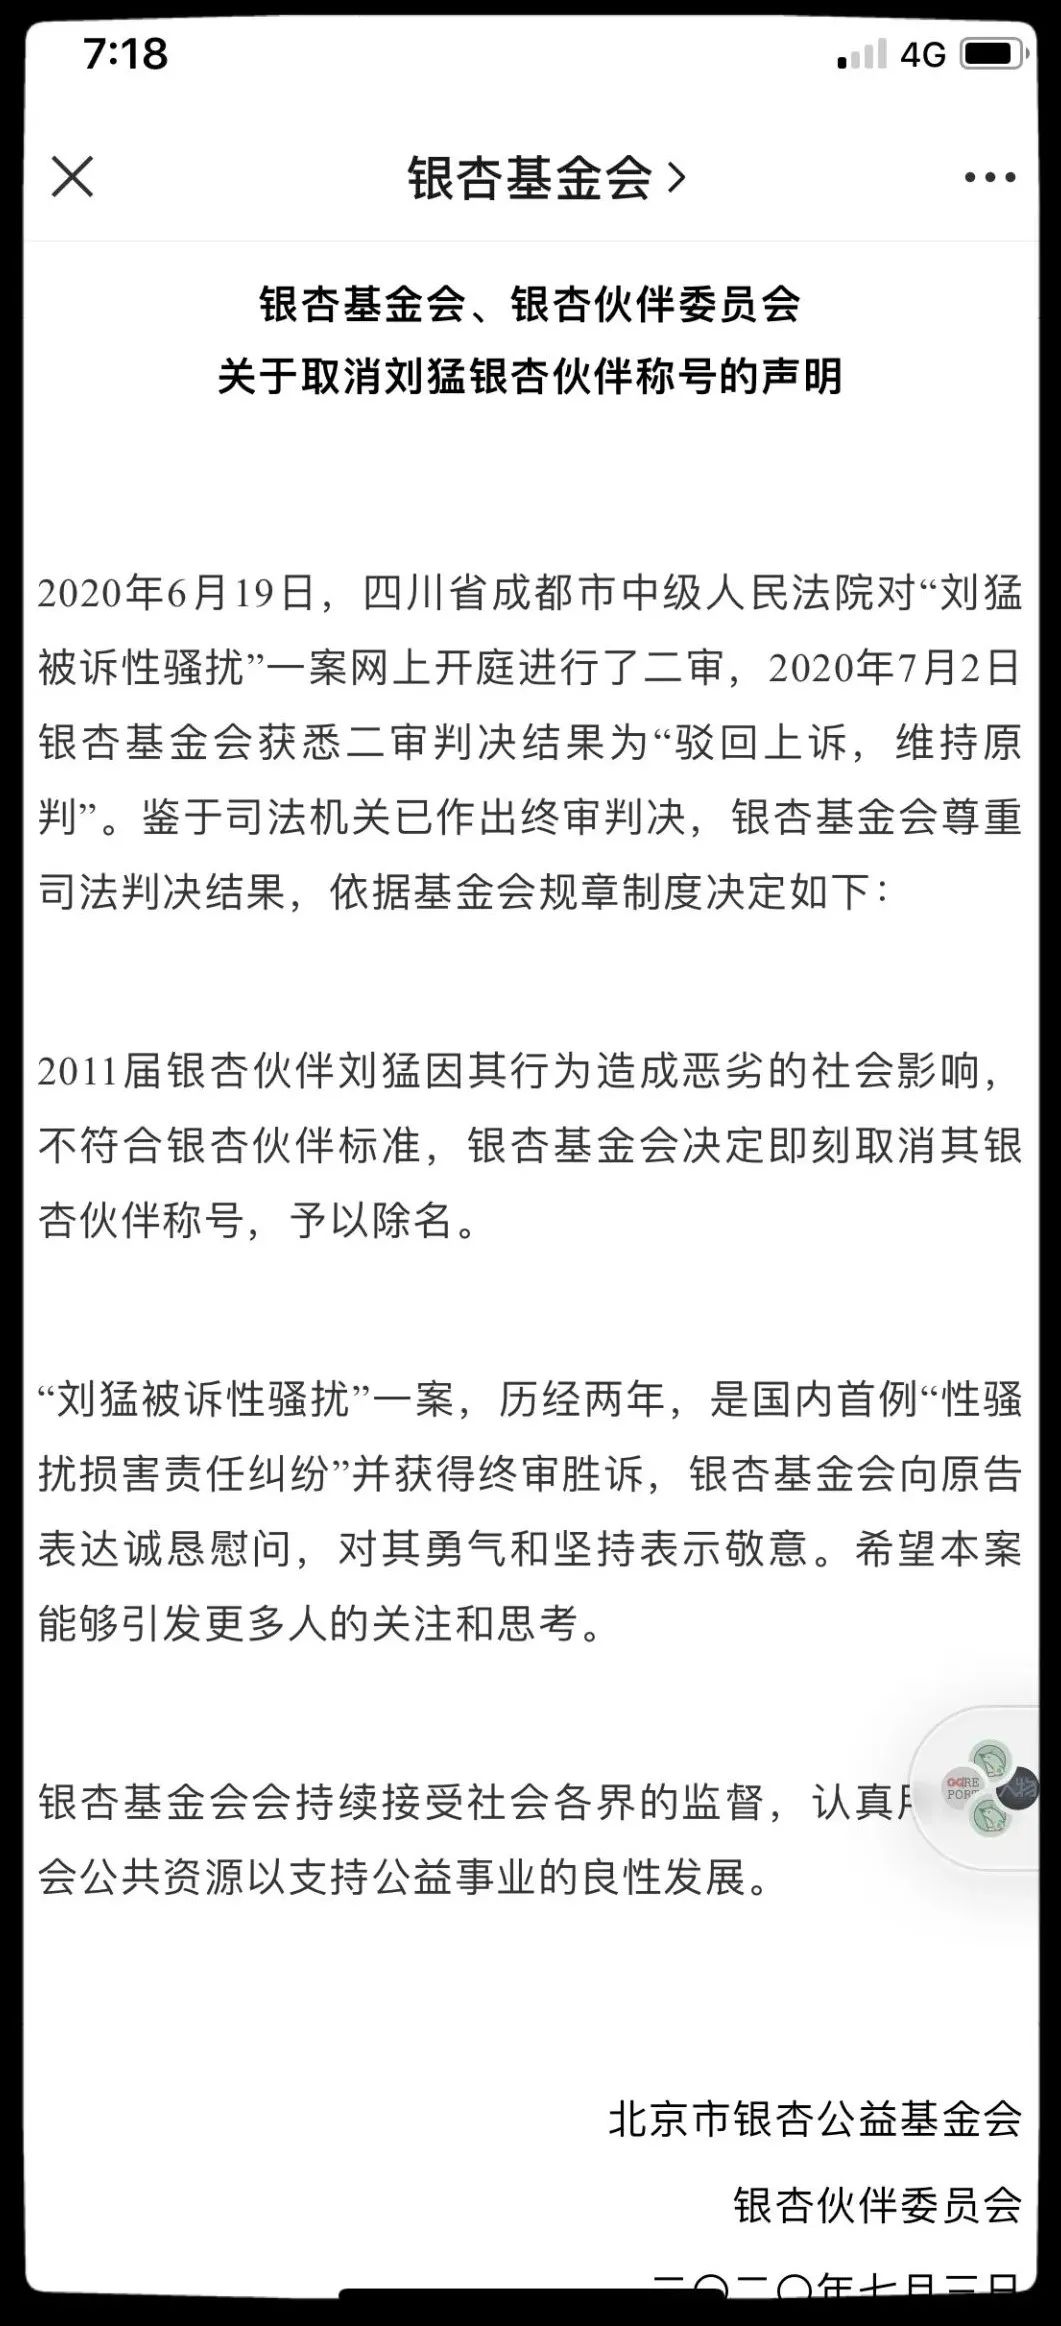 7:18
4G
银杏基金会
银杏基金会、银杏伙伴委员会
关于取消刘猛银杏伙伴称号的声明
2020年6月19日，四川省成都市中级人民法院对“刘猛
被诉性骚扰”一案网上开庭进行了二审，2020年7月2日
银杏基金会获悉二审判决结果为“驳回上诉，维持原
判”。鉴于司法机关已作出终审判决，银杏基金会尊重
司法判决结果，依据基金会规章制度决定如下：
2011届银杏伙伴刘猛因其行为造成恶劣的社会影响，
不符合银杏伙伴标准，银杏基金会决定即刻取消其银
杏伙伴称号，予以除名。
“刘猛被诉性骚扰”一案，历经两年，是国内首例“性骚
扰损害责任纠纷”并获得终审胜诉，银杏基金会向原告
表达诚恳慰问，对其勇气和坚持表示敬意。希望本案
能够引发更多人的关注和思考。
银杏基金会会持续接受社会各界的监督，认真
会公共资源以支持公益事业的良性发展。
北京市银杏公益基金会
银杏伙伴委员会
二〇二〇年七月三日